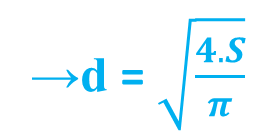 →d = √(4.S/π)